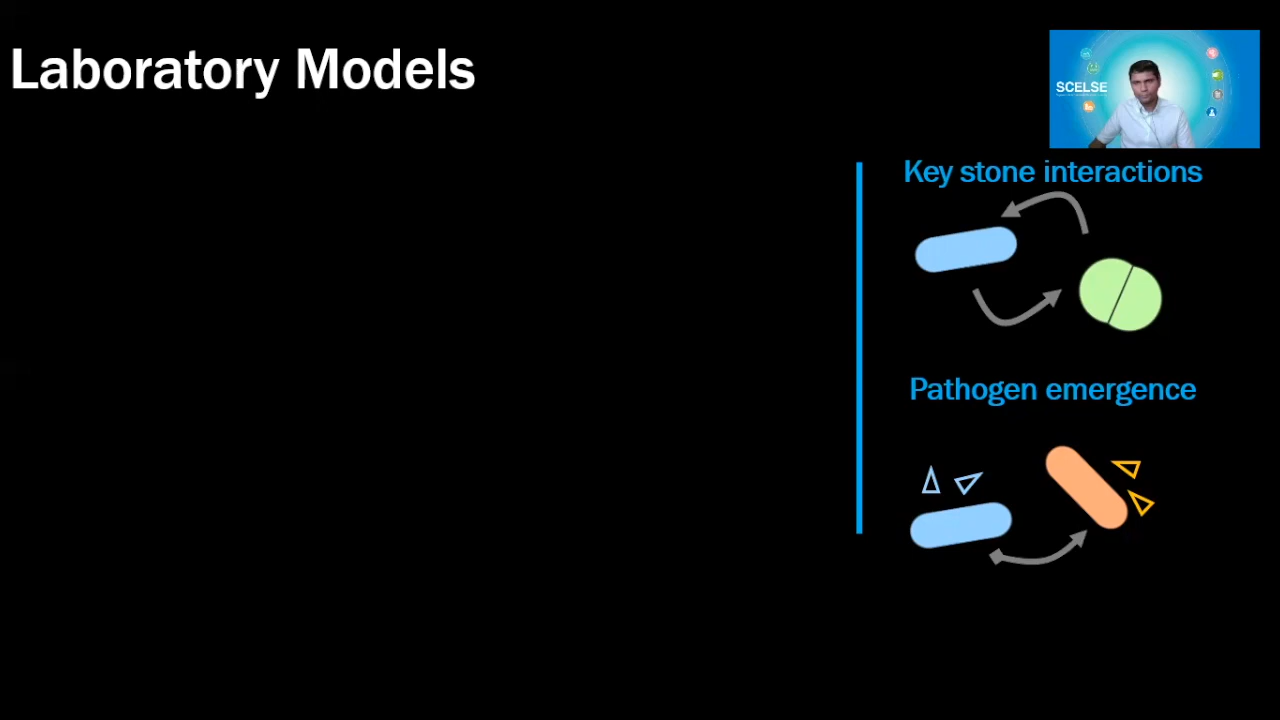 Laboratory Models
SCELSE
Key stone interactions
Pathogen emergence